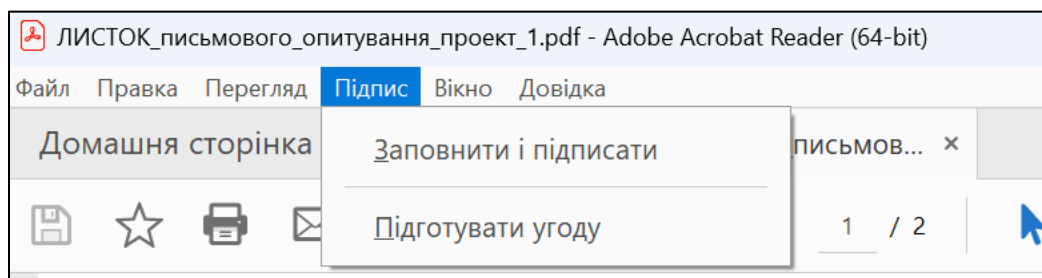 ЛИСТОК_письмового_опитування_проект_1.pdf - Adobe Acrobat Reader (64-bit)
Файл Правка Перегляд Підпис Вікно Довідка
Домашня сторінка письмов... ×
Заповнити і підписати
Підготувати угоду
1 / 2